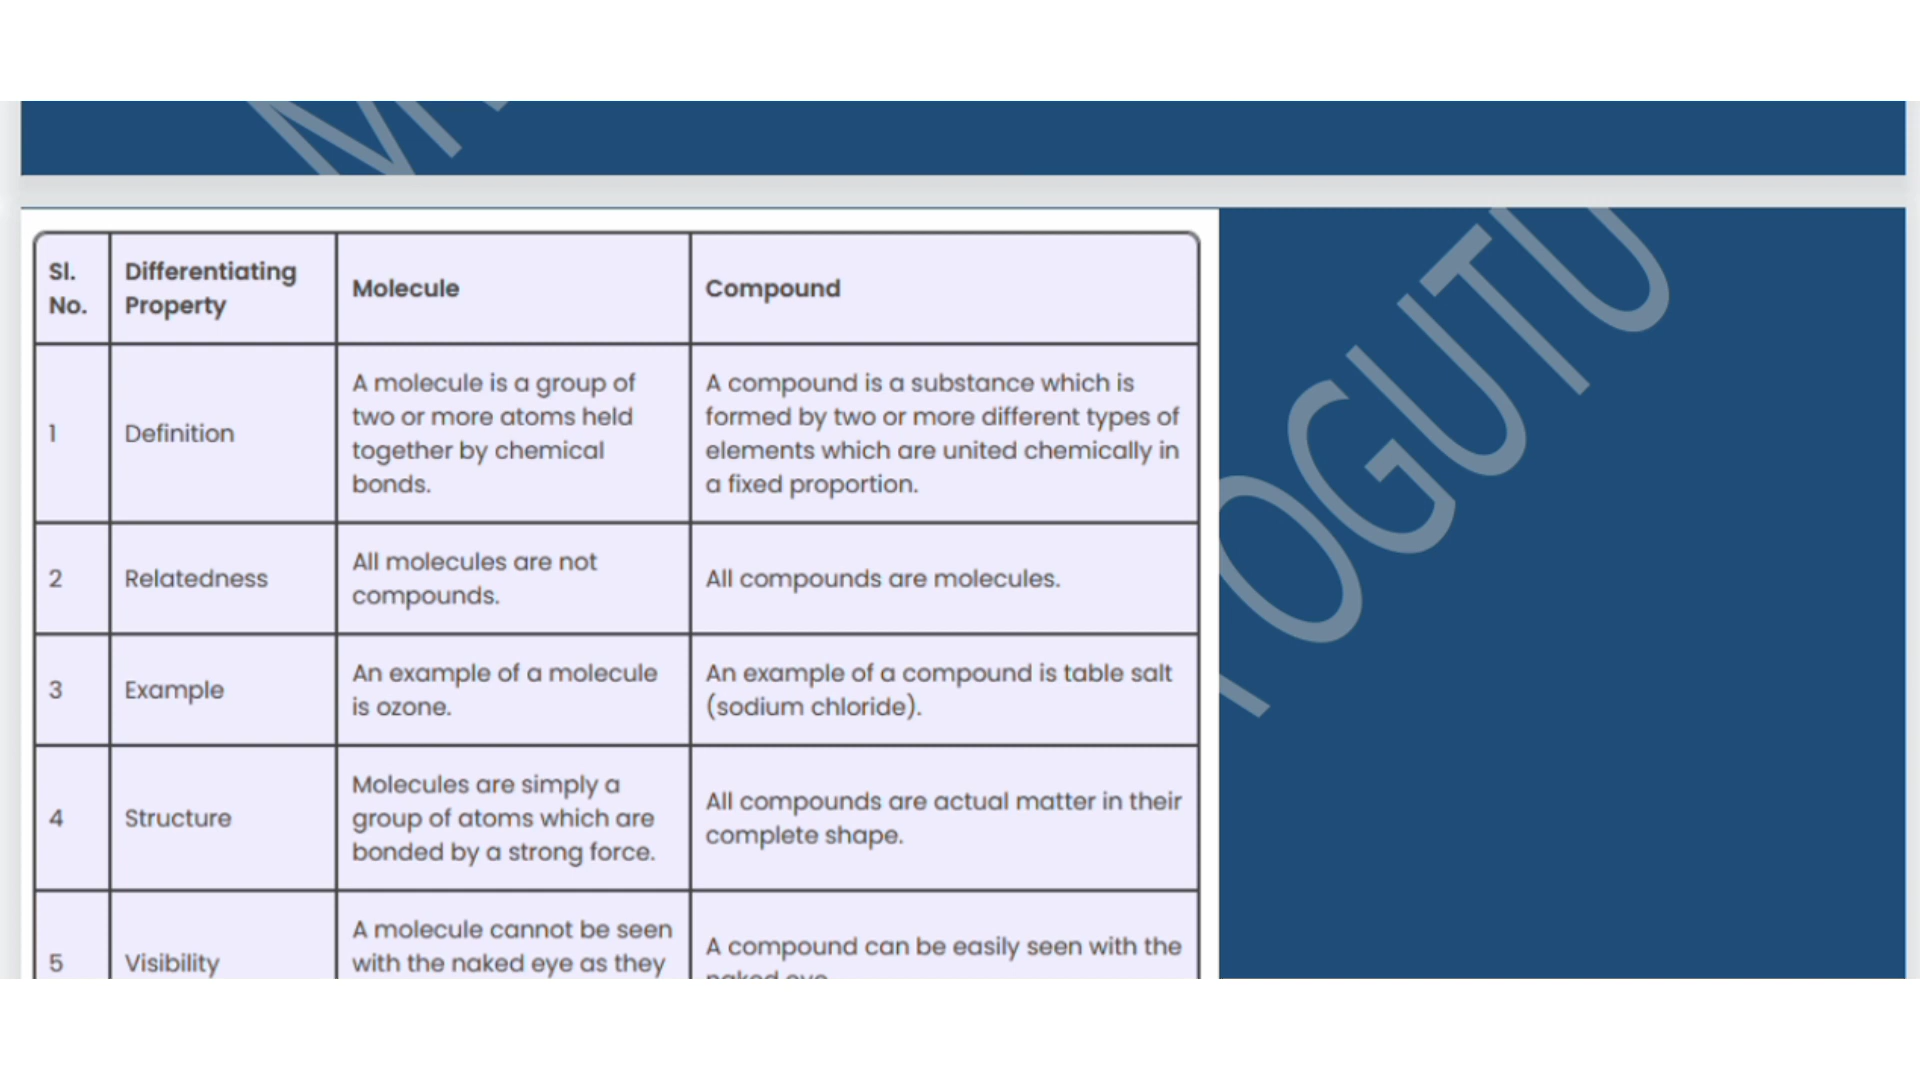 Sl.
No.
Differentiating
Property
Molecule
Compound
1
Definition
A molecule is a group of
two or more atoms held
together by chemical
bonds.
A compound is a substance which is
formed by two or more different types of
elements which are united chemically in
a fixed proportion.
2
Relatedness
All molecules are not
compounds.
All compounds are molecules.
3
Example
An example of a molecule
is ozone.
An example of a compound is table salt
(sodium chloride).
4
Structure
Molecules are simply a
group of atoms which are
bonded by a strong force.
All compounds are actual matter in their
complete shape.
5
Visibility
A molecule cannot be seen
with the naked eye as they
A compound can be easily seen with the
naked eye
OGUTU